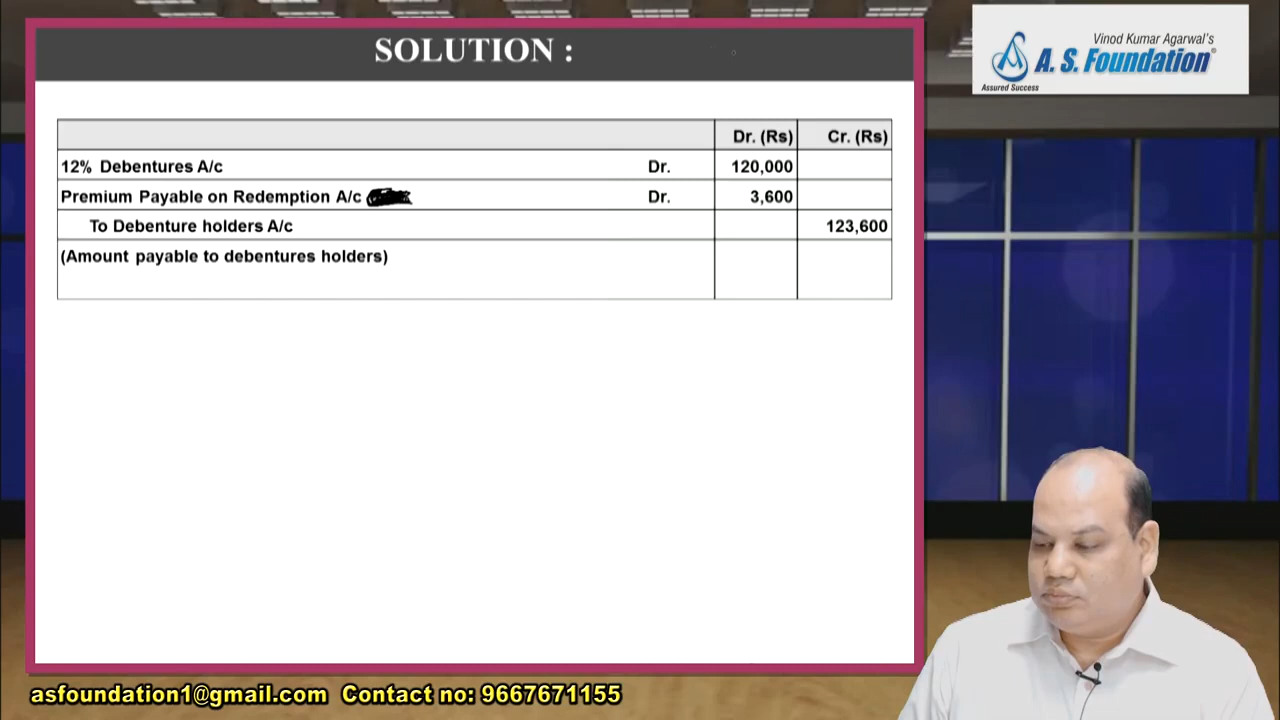 SOLUTION :
Vinod Kumar Agarwal's
A. S. Foundation®
Assured Success
Dr. (Rs) Cr. (Rs)
12% Debentures A/c Dr. 120,000
Premium Payable on Redemption A/c Dr. 3,600
To Debenture holders A/c 123,600
(Amount payable to debentures holders)
asfoundation1@gmail.com Contact no: 9667671155